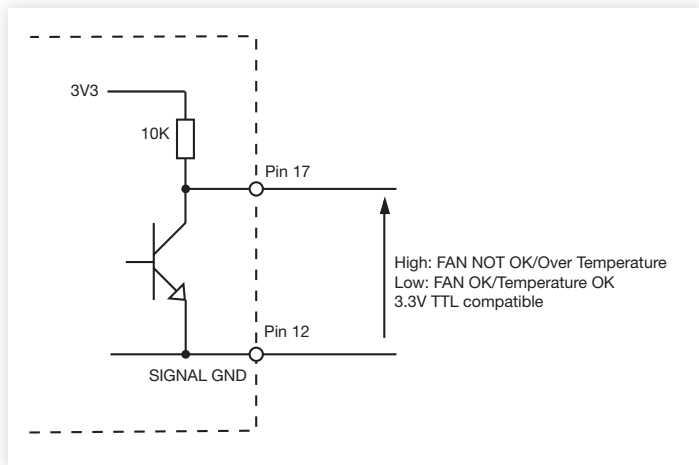 3V3
10K
Pin 17
High: FAN NOT OK/Over Temperature
Low: FAN OK/Temperature OK
3.3V TTL compatible
Pin 12
SIGNAL GND